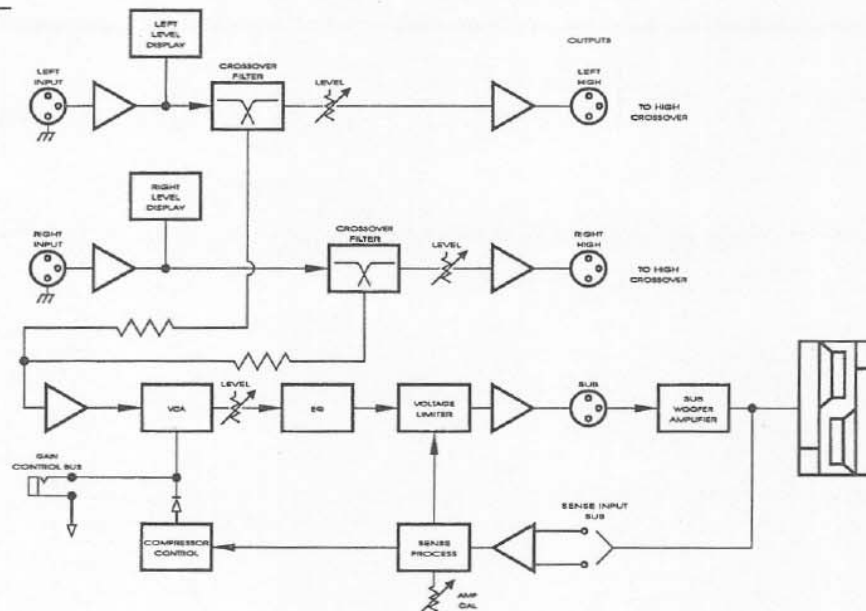 LEFT
LEVEL
DISPLAY
OUTPUTS
LEFT
INPUT
CROSSOVER
FILTER
LEVEL
LEFT
HIGH
TO HIGH
CROSSOVER
RIGHT
LEVEL
DISPLAY
RIGHT
INPUT
CROSSOVER
FILTER
LEVEL
RIGHT
HIGH
TO HIGH
CROSSOVER
VCA
LEVEL
EQ
VOLTAGE
LIMITER
SUB
SUB
WOOFER
AMPLIFIER
GAIN
CONTROL BUS
SENSE INPUT
SUB
COMPRESSOR
CONTROL
SENSE
PROCESS
AMP
CAL